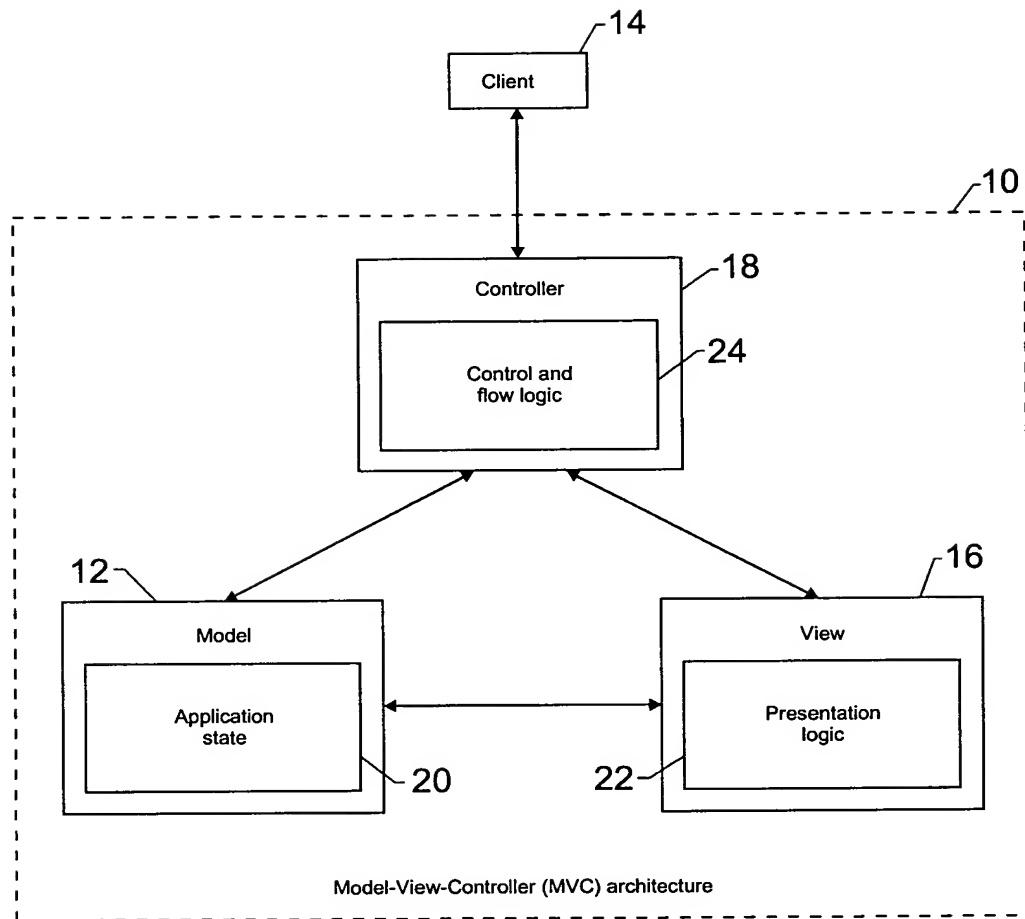 14
Client
10
18
Controller
24
Control and
flow logic
12
16
Model
View
Application
state
Presentation
logic
20
22
Model-View-Controller (MVC) architecture